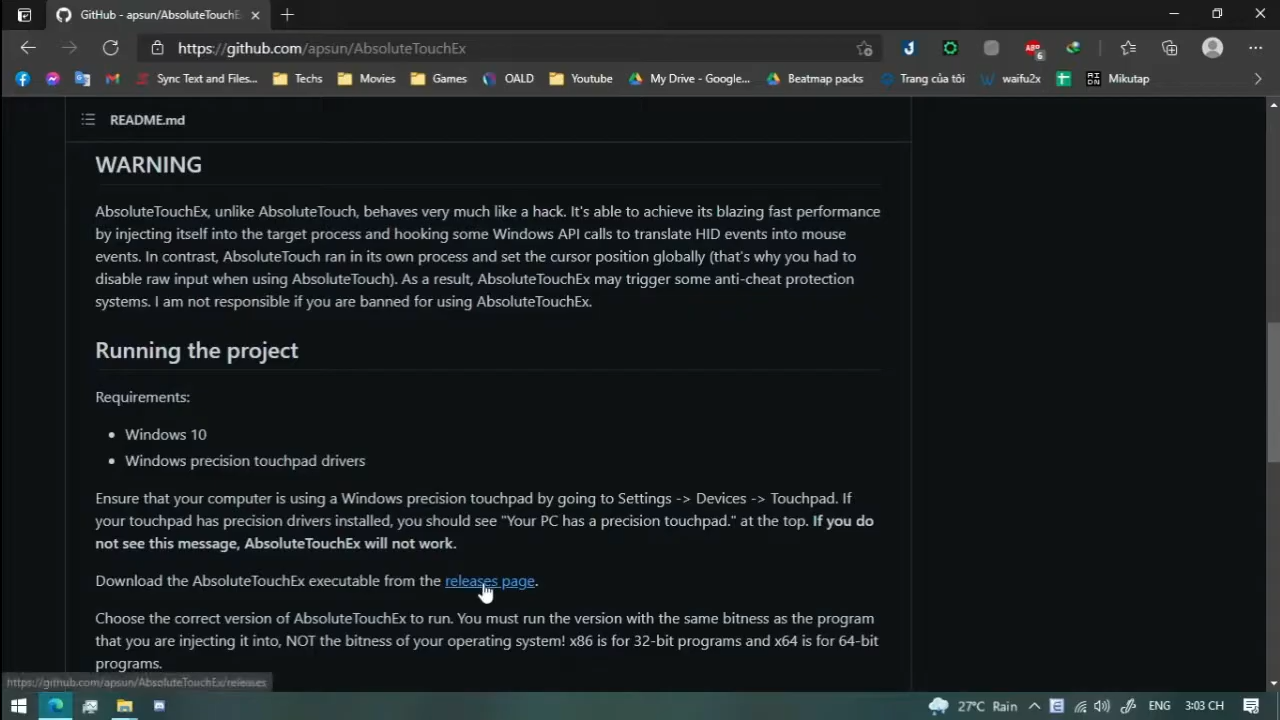 GitHub - apsun/AbsoluteTouchE
https://github.com/apsun/AbsoluteTouchEx
ABP
6
Sync Text and Files...
Techs
Movies
Games
OALD
Youtube
My Drive - Google...
Beatmap packs
Trang của tôi
waifu2x
Mikutap
README.md
WARNING
AbsoluteTouchEx, unlike AbsoluteTouch, behaves very much like a hack. It's able to achieve its blazing fast performance
by injecting itself into the target process and hooking some Windows API calls to translate HID events into mouse
events. In contrast, AbsoluteTouch ran in its own process and set the cursor position globally (that's why you had to
disable raw input when using AbsoluteTouch). As a result, AbsoluteTouchEx may trigger some anti-cheat protection
systems. I am not responsible if you are banned for using AbsoluteTouchEx.
Running the project
Requirements:
Windows 10
Windows precision touchpad drivers
Ensure that your computer is using a Windows precision touchpad by going to Settings -> Devices -> Touchpad. If
your touchpad has precision drivers installed, you should see "Your PC has a precision touchpad." at the top. If you do
not see this message, AbsoluteTouchEx will not work.
Download the AbsoluteTouchEx executable from the releases page.
Choose the correct version of AbsoluteTouchEx to run. You must run the version with the same bitness as the program
that you are injecting it into, NOT the bitness of your operating system! x86 is for 32-bit programs and x64 is for 64-bit
programs.
https://github.com/apsun/AbsoluteTouchEx/releases
27°C Rain
ENG
3:03 CH